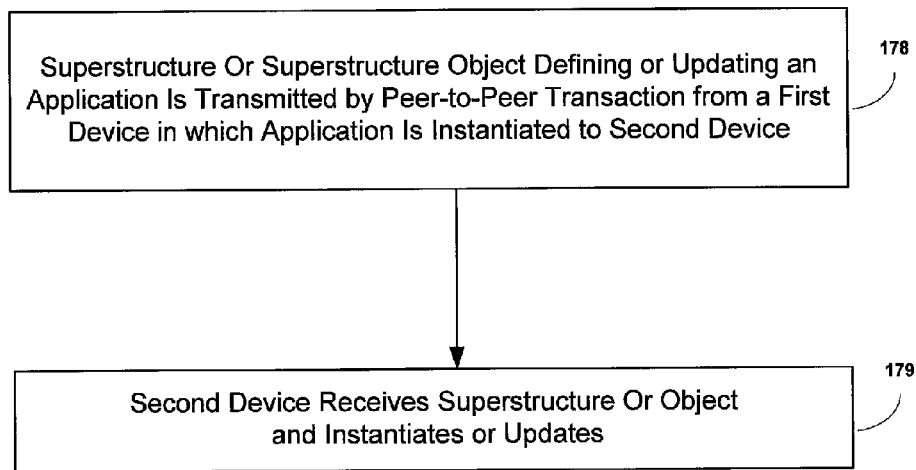 Superstructure Or Superstructure Object Defining or Updating an
Application Is Transmitted by Peer-to-Peer Transaction from a First
Device in which Application Is Instantiated to Second Device
178
Second Device Receives Superstructure Or Object
and Instantiates or Updates
179